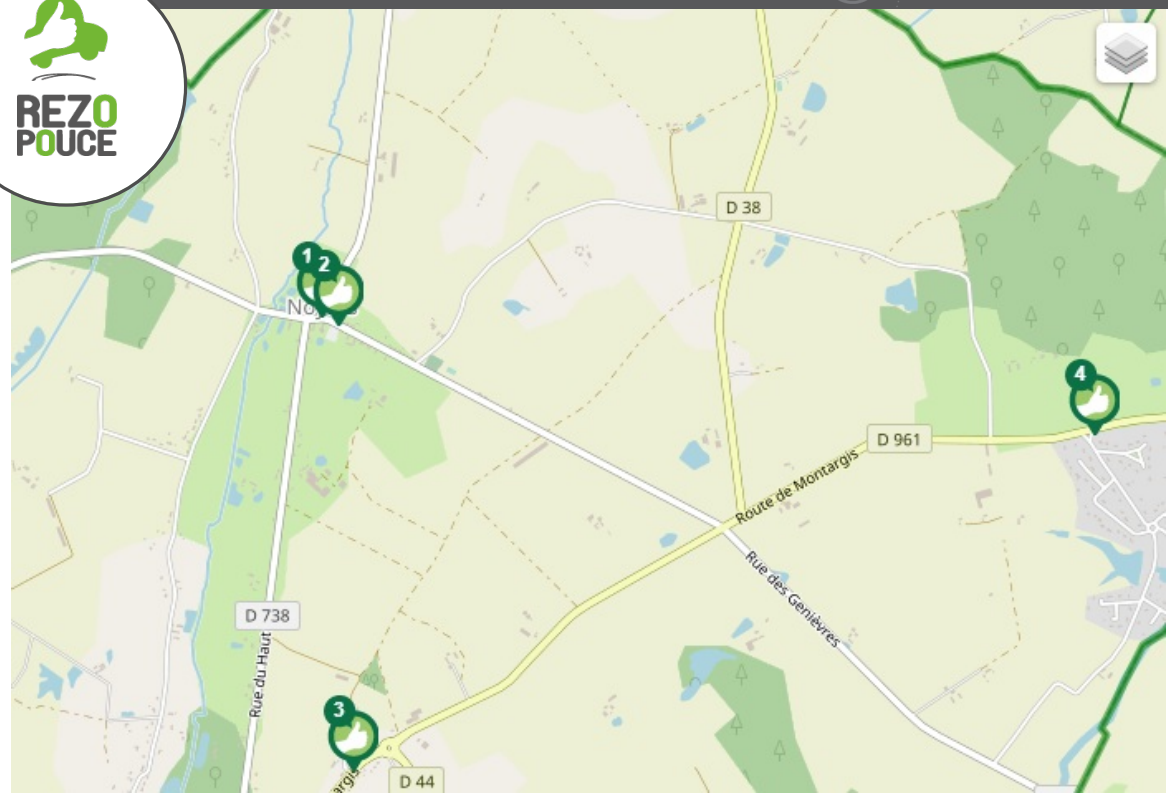 REZO
POUCE
D 38
1
2
4
D 961
Route de Montargis
Rue des Genièvres
D 738
Rue du Haut
3
D 44